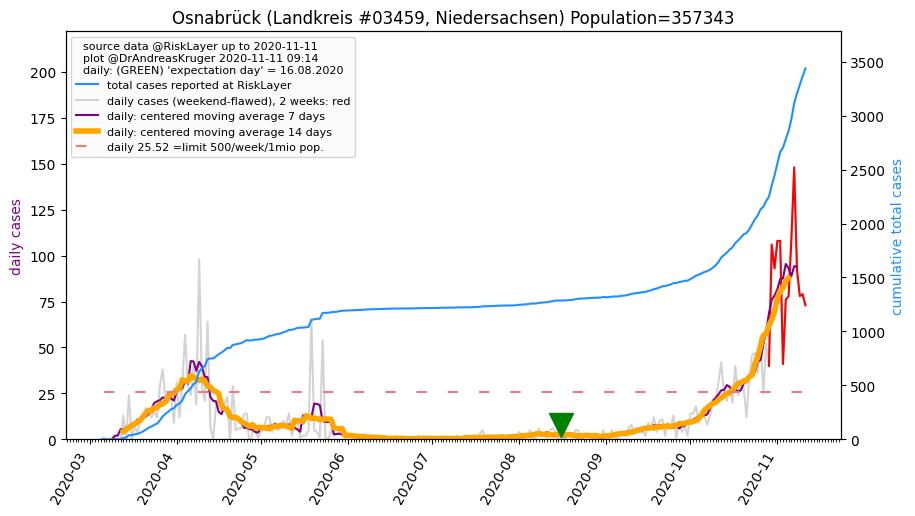 Osnabrück (Landkreis #03459, Niedersachsen) Population=357343
source data @RiskLayer up to 2020-11-11
plot @DrAndreasKruger 2020-11-11 09:14
daily: (GREEN) 'expectation day' = 16.08.2020
total cases reported at RiskLayer
daily cases (weekend-flawed), 2 weeks: red
daily: centered moving average 7 days
daily: centered moving average 14 days
daily 25.52 =limit 500/week/1mio pop.
daily cases
200
175
150
125
100
75
50
25
0
3500
3000
2500
2000
1500
1000
500
0
cumulative total cases
2020-03
2020-04
2020-05
2020-06
2020-07
2020-08
2020-09
2020-10
2020-11